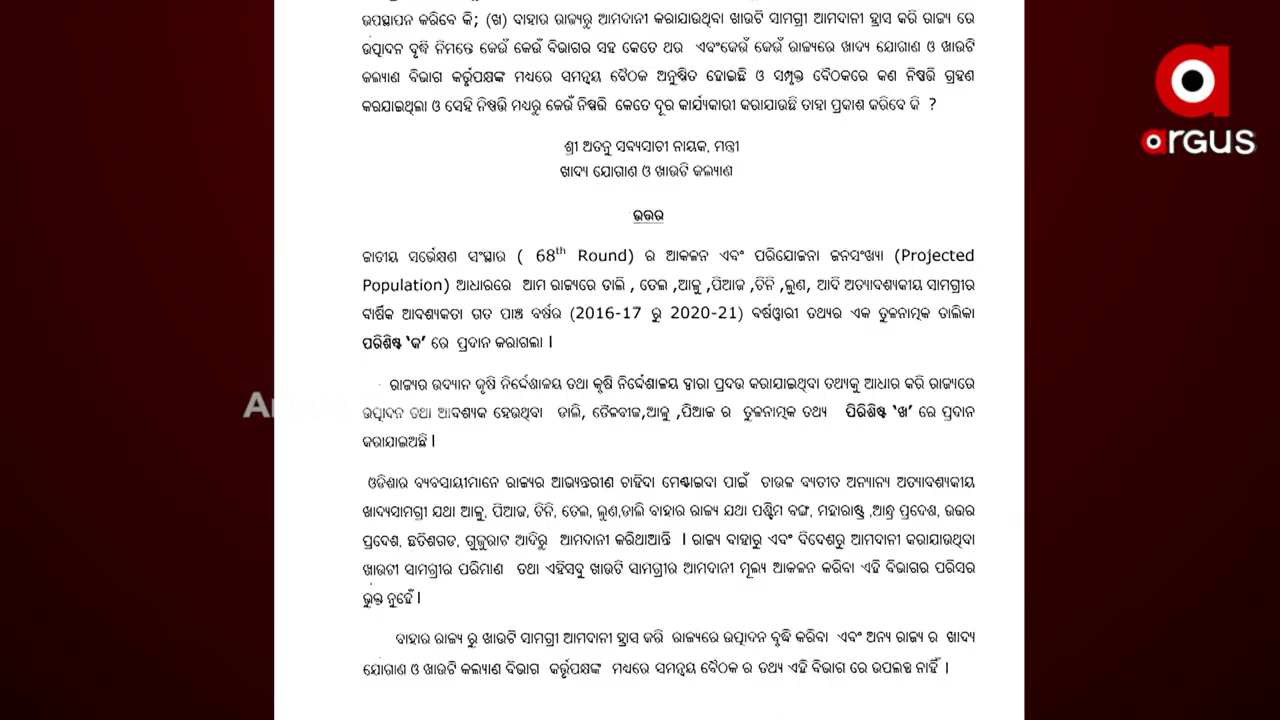 ଉପସ୍ଥାପନ କରିବେ କି; (ଖ) ବାହାର ରାଜ୍ୟରୁ ଆମଦାନୀ କରାଯାଉଥିବା ଖାଉଟି ସାମଗ୍ରୀ ଆମଦାନୀ ହ୍ରାସ କରି ରାଜ୍ୟ ରେ
ଉତ୍ପାଦନ ବୃଦ୍ଧି ନିମନ୍ତେ କେଉଁ କେଉଁ ବିଭାଗର ସହ କେତେ ଥର ଏବଂକେଉଁ କେଉଁ ରାଜ୍ୟରେ ଖାଦ୍ୟ ଯୋଗାଣ ଓ ଖାଉଟି
କଲ୍ୟାଣ ବିଭାଗ କର୍ତ୍ତୃପକ୍ଷଙ୍କ ମଧ୍ୟରେ ସମନ୍ୱୟ ବୈଠକ ଅନୁଷ୍ଠିତ ହୋଇଛି ଓ ସମ୍ପୃକ୍ତ ବୈଠକରେ କଣ ନିଷ୍ପତ୍ତି ଗ୍ରହଣ
କରଯାଇଥିଲା ଓ ସେହି ନିଷ୍ପତ୍ତି ମଧ୍ୟରୁ କେଉଁ ନିଷ୍ପତ୍ତି କେତେ ଦୂର କାର୍ଯ୍ୟକାରୀ କରାଯାଉଛି ତାହା ପ୍ରକାଶ କରିବେ କି ?
ଶ୍ରୀ ଅତନୁ ସବ୍ୟସାଚୀ ନାୟକ, ମନ୍ତ୍ରୀ
ଖାଦ୍ୟ ଯୋଗାଣ ଓ ଖାଉଟି କଲ୍ୟାଣ
ଉତ୍ତର
ଜାତୀୟ ସର୍ଭେକ୍ଷଣ ସଂସ୍ଥାର ( 68th Round) ର ଆକଳନ ଏବଂ ପରିଯୋଜନା ଜନସଂଖ୍ୟା (Projected
Population) ଆଧାରରେ ଆମ ରାଜ୍ୟରେ ଡାଲି , ତେଲ ,ଆଳୁ ,ପିଆଜ ,ଚିନି ,ଲୁଣ, ଆଦି ଅତ୍ୟାବଶ୍ୟକୀୟ ସାମଗ୍ରୀର
ବାର୍ଷିକ ଆବଶ୍ୟକତା ଗତ ପାଞ୍ଚ ବର୍ଷର (2016-17 ରୁ 2020-21) ବର୍ଷୱାରୀ ତଥ୍ୟର ଏକ ତୁଳନାତ୍ମକ ତାଲିକା
ପରିଶିଷ୍ଟ ‘କ’ ରେ ପ୍ରଦାନ କରାଗଲା ।
ରାଜ୍ୟର ଉଦ୍ୟାନ କୃଷି ନିର୍ଦ୍ଦେଶାଳୟ ତଥା କୃଷି ନିର୍ଦ୍ଦେଶାଳୟ ଦ୍ୱାରା ପ୍ରଦତ୍ତ କରାଯାଇଥିବା ତଥ୍ୟକୁ ଆଧାର କରି ରାଜ୍ୟରେ
ଉତ୍ପାଦନ ତଥା ଆବଶ୍ୟକ ହେଉଥିବା ଡାଲି, ତୈଳବୀଜ,ଆଳୁ ,ପିଆଜ ର ତୁଳନାତ୍ମକ ତଥ୍ୟ ପିରିଶିଷ୍ଟ ‘ଖ’ ରେ ପ୍ରଦାନ
କରାଯାଇଅଛି ।
ଓଡିଶାର ବ୍ୟବସାୟୀମାନେ ରାଜ୍ୟର ଆଭ୍ୟନ୍ତରୀଣ ଚାହିଦା ମେଣ୍ଟାଇବା ପାଇଁ ଚାଉଳ ବ୍ୟତୀତ ଅନ୍ୟାନ୍ୟ ଅତ୍ୟାବଶ୍ୟକୀୟ
ଖାଦ୍ୟସାମଗ୍ରୀ ଯଥା ଆଳୁ, ପିଆଜ, ଚିନି, ତେଲ, ଲୁଣ,ଡାଲି ବାହାର ରାଜ୍ୟ ଯଥା ପଶ୍ଚିମ ବଙ୍ଗ, ମହାରାଷ୍ଟ୍ର ,ଆନ୍ଧ୍ର ପ୍ରଦେଶ, ଉତ୍ତର
ପ୍ରଦେଶ, ଛତିଶଗଡ, ଗୁଜୁରାଟ ଆଦିରୁ ଆମଦାନୀ କରିଥାଆନ୍ତି । ରାଜ୍ୟ ବାହାରୁ ଏବଂ ବିଦେଶରୁ ଆମଦାନୀ କରାଯାଉଥିବା
ଖାଉଟୀ ସାମଗ୍ରୀର ପରିମାଣ ତଥା ଏହିସବୁ ଖାଉଟି ସାମଗ୍ରୀର ଆମଦାନୀ ମୂଲ୍ୟ ଆକଳନ କରିବା ଏହି ବିଭାଗର ପରିସର
ଭୁକ୍ତ ନୁହେଁ ।
ବାହାର ରାଜ୍ୟ ରୁ ଖାଉଟି ସାମଗ୍ରୀ ଆମଦାନୀ ହ୍ରାସ କରି ରାଜ୍ୟରେ ଉତ୍ପାଦନ ବୃଦ୍ଧି କରିବା ଏବଂ ଅନ୍ୟ ରାଜ୍ୟ ର ଖାଦ୍ୟ
ଯୋଗାଣ ଓ ଖାଉଟି କଲ୍ୟାଣ ବିଭାଗ କର୍ତ୍ତୃପକ୍ଷଙ୍କ ମଧ୍ୟରେ ସମନ୍ୱୟ ବୈଠକ ର ତଥ୍ୟ ଏହି ବିଭାଗ ରେ ଉପଲବ୍ଧ ନାହିଁ ।
argus